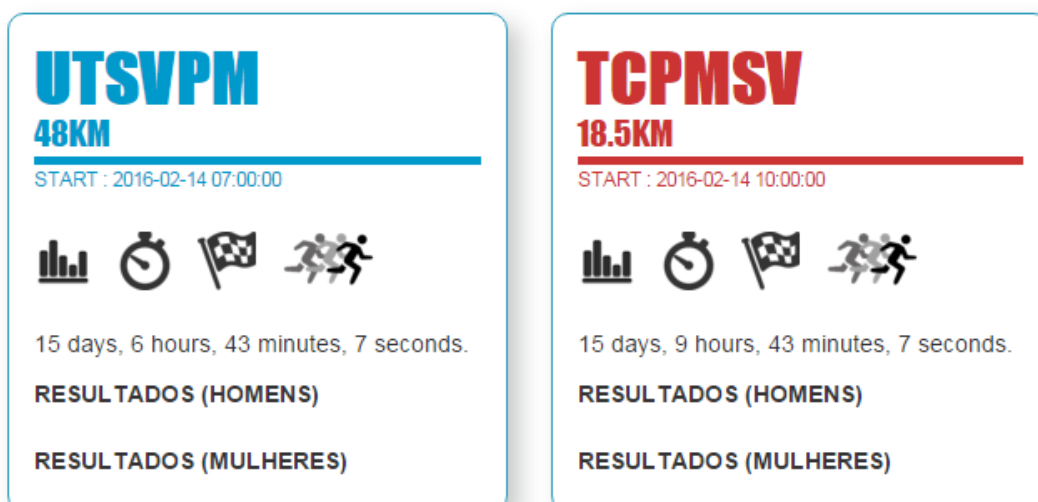 UTSVPM
48KM
START : 2016-02-14 07:00:00
15 days, 6 hours, 43 minutes, 7 seconds.
RESULTADOS (HOMENS)
RESULTADOS (MULHERES)
TCPMSV
18.5KM
START : 2016-02-14 10:00:00
15 days, 9 hours, 43 minutes, 7 seconds.
RESULTADOS (HOMENS)
RESULTADOS (MULHERES)